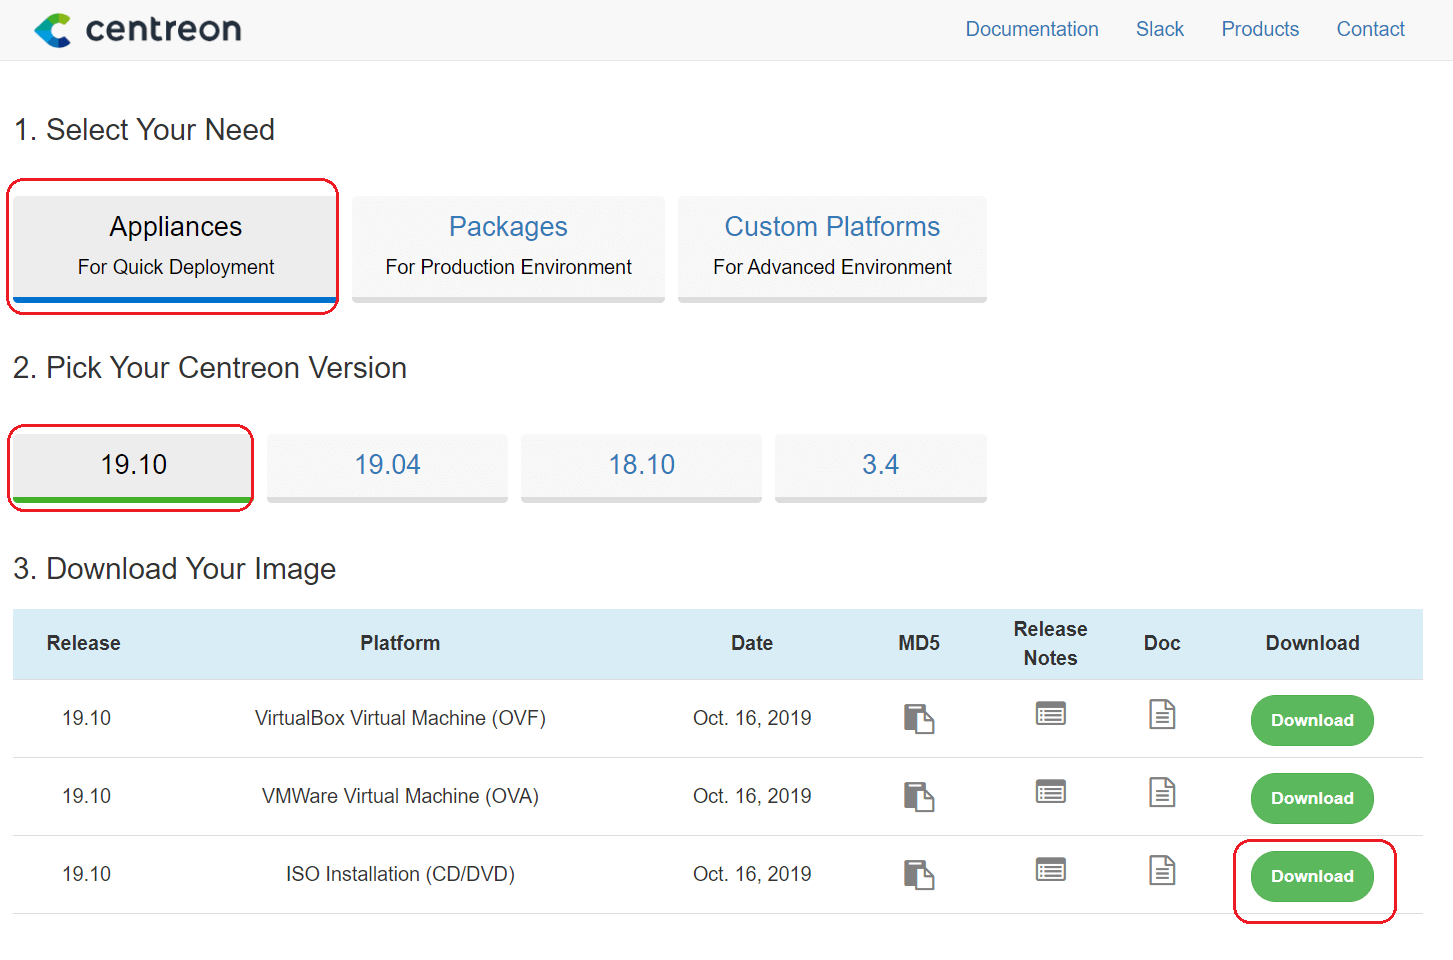 centreon
Documentation Slack Products Contact
1. Select Your Need
Appliances Packages Custom Platforms
For Quick Deployment For Production Environment For Advanced Environment
2. Pick Your Centreon Version
19.10 19.04 18.10 3.4
3. Download Your Image
Release Platform Date MD5 Release Notes Doc Download
19.10 VirtualBox Virtual Machine (OVF) Oct. 16, 2019 Download
19.10 VMWare Virtual Machine (OVA) Oct. 16, 2019 Download
19.10 ISO Installation (CD/DVD) Oct. 16, 2019 Download